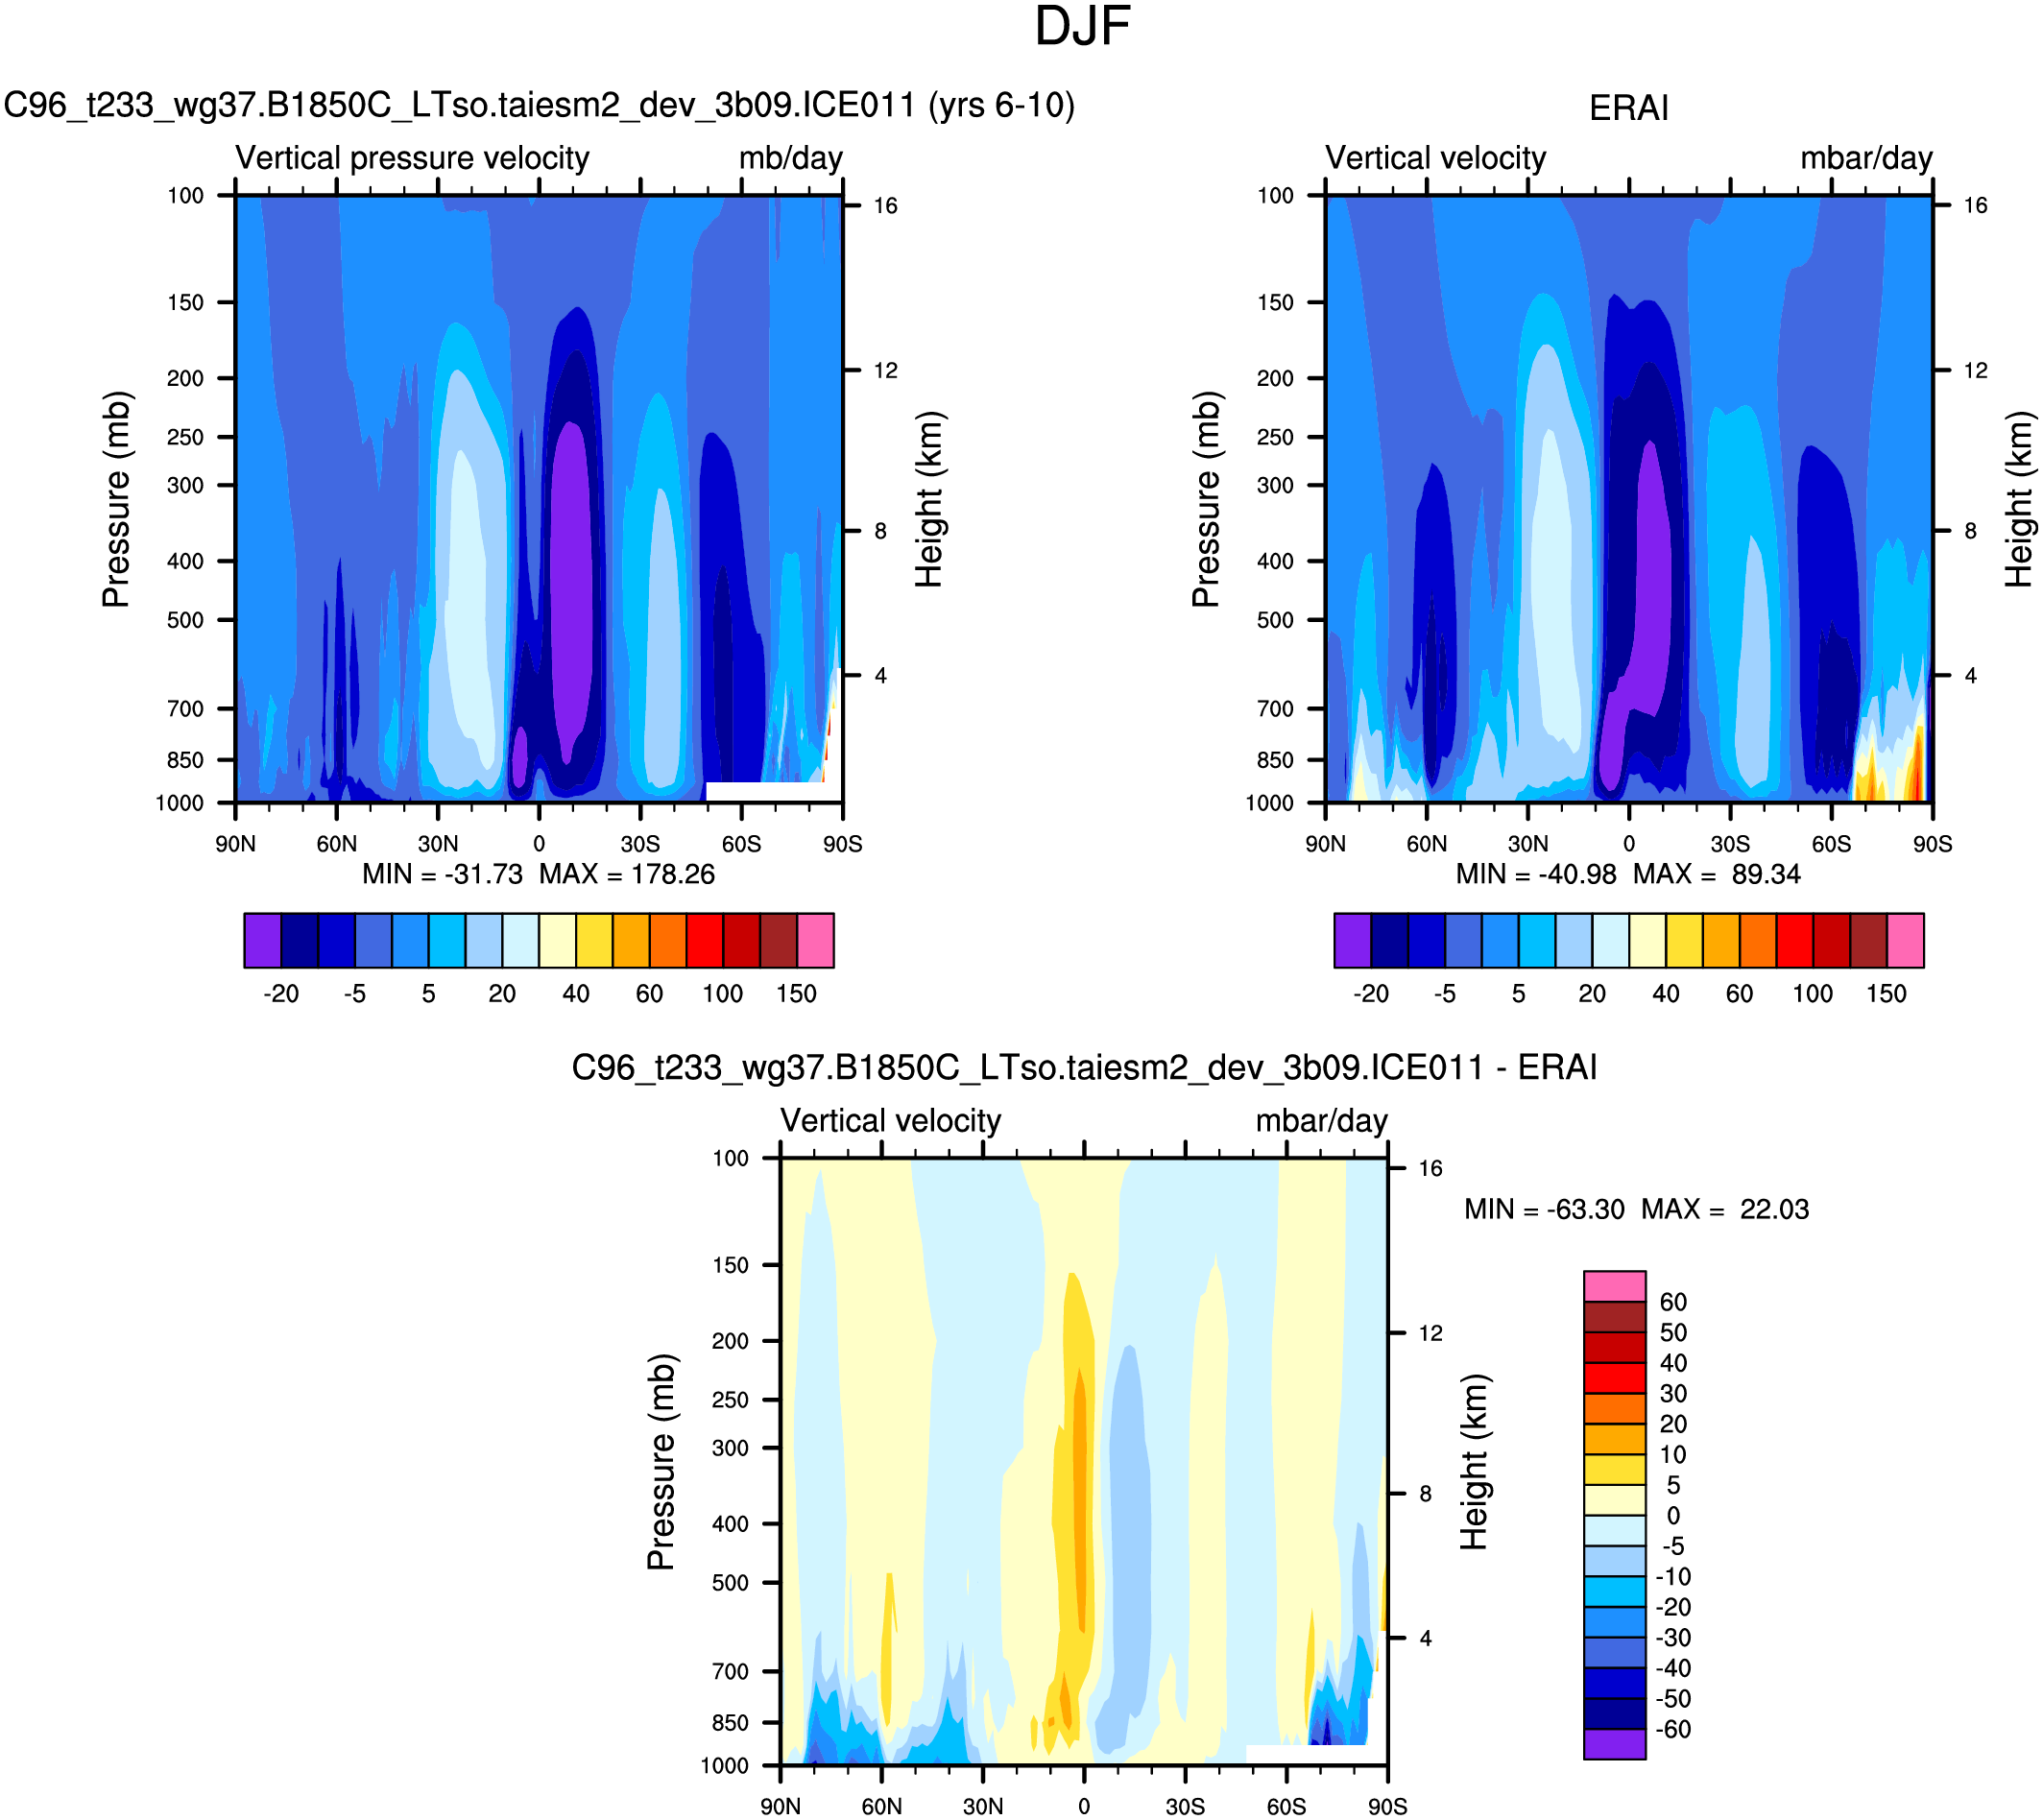 DJF
C96_t233_wg37.B1850C_LTso.taiesm2_dev_3b09.ICE011 (yrs 6-10)
Vertical pressure velocity mb/day
Pressure (mb)
100
150
200
250
300
400
500
700
850
1000
16
12
8
4
Height (km)
90N 60N 30N 0 30S 60S 90S
MIN = -31.73 MAX = 178.26
-20 -5 5 20 40 60 100 150
ERAI
Vertical velocity mbar/day
Pressure (mb)
100
150
200
250
300
400
500
700
850
1000
16
12
8
4
Height (km)
90N 60N 30N 0 30S 60S 90S
MIN = -40.98 MAX = 89.34
-20 -5 5 20 40 60 100 150
C96_t233_wg37.B1850C_LTso.taiesm2_dev_3b09.ICE011 - ERAI
Vertical velocity mbar/day
Pressure (mb)
100
150
200
250
300
400
500
700
850
1000
16
12
8
4
Height (km)
90N 60N 30N 0 30S 60S 90S
MIN = -63.30 MAX = 22.03
60
50
40
30
20
10
5
0
-5
-10
-20
-30
-40
-50
-60